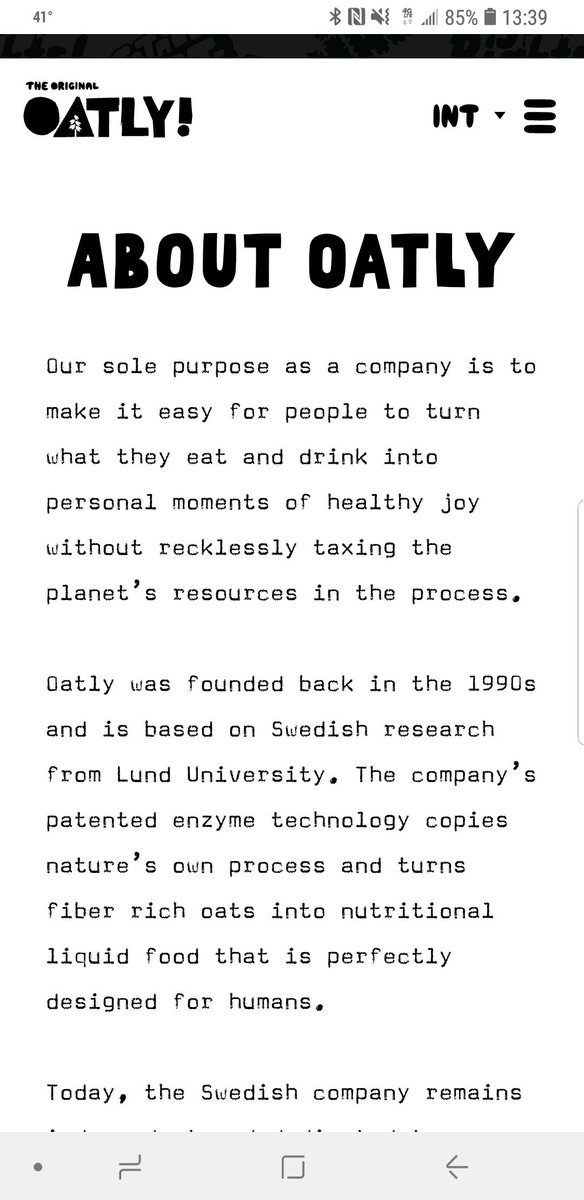 41°
85% 13:39
THE ORIGINAL
OATLY!
INT
ABOUT OATLY
Our sole purpose as a company is to
make it easy for people to turn
what they eat and drink into
personal moments of healthy joy
without recklessly taxing the
planet's resources in the process.
Oatly was founded back in the 1990s
and is based on Swedish research
from Lund University. The company's
patented enzyme technology copies
nature's own process and turns
fiber rich oats into nutritional
liquid food that is perfectly
designed for humans.
Today, the Swedish company remains